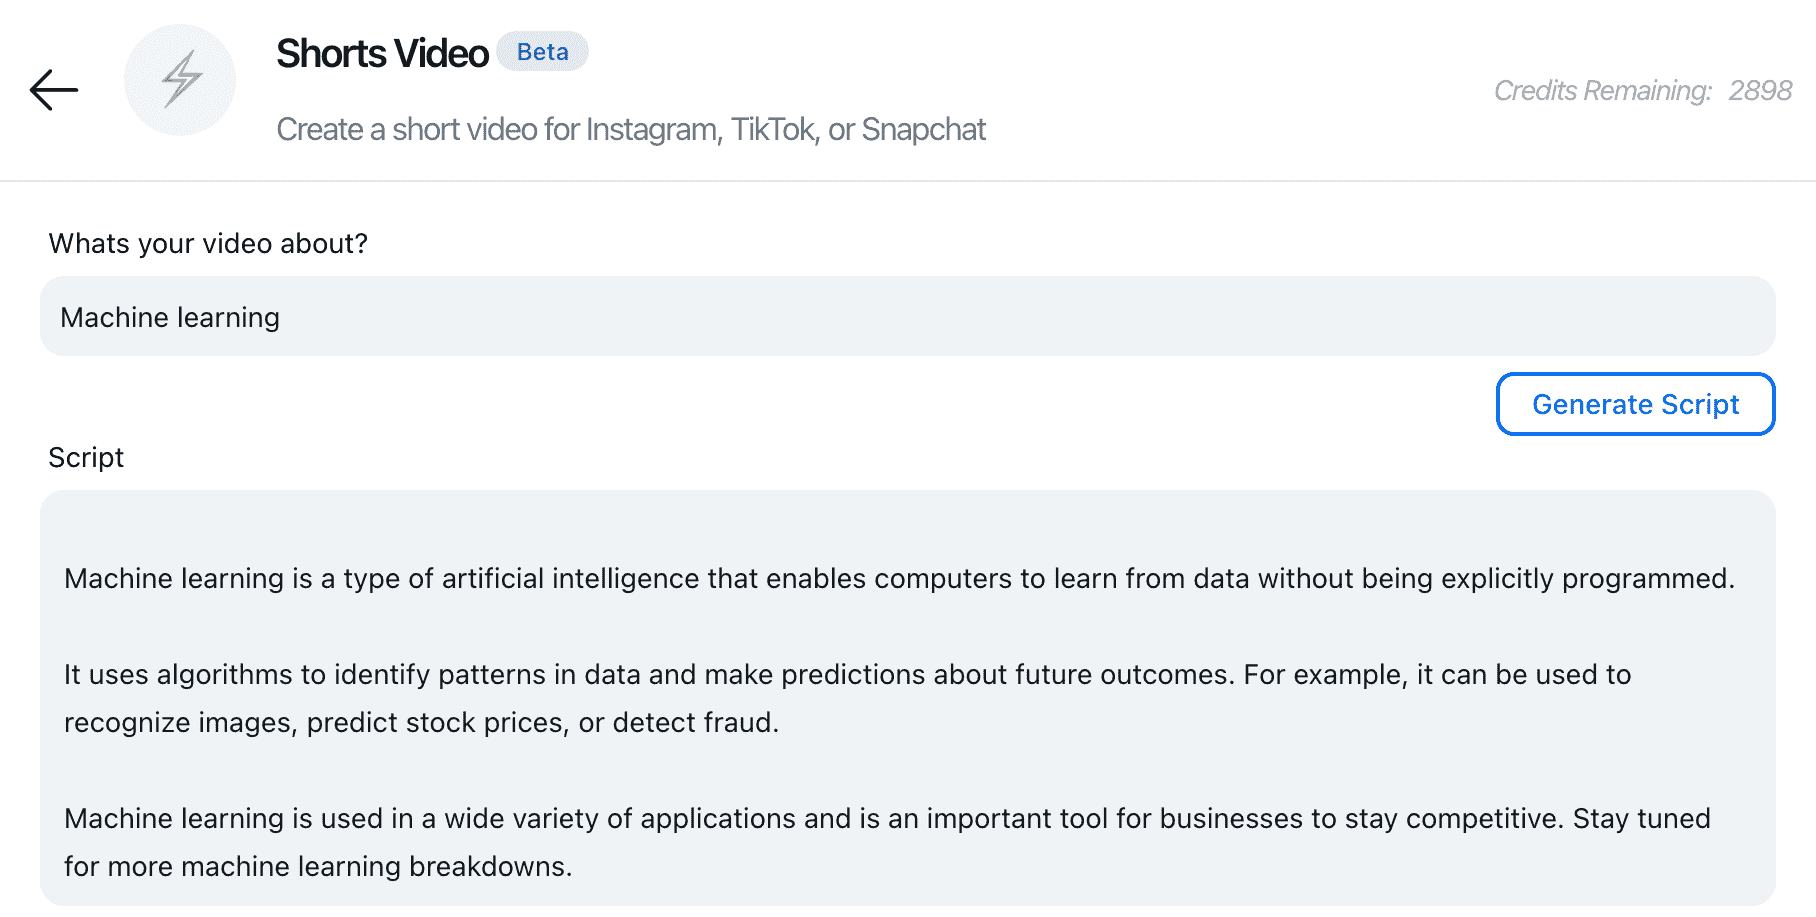 Shorts Video Beta
Create a short video for Instagram, TikTok, or Snapchat
Credits Remaining: 2898
Whats your video about?
Machine learning
Generate Script
Script
Machine learning is a type of artificial intelligence that enables computers to learn from data without being explicitly programmed.
It uses algorithms to identify patterns in data and make predictions about future outcomes. For example, it can be used to
recognize images, predict stock prices, or detect fraud.
Machine learning is used in a wide variety of applications and is an important tool for businesses to stay competitive. Stay tuned
for more machine learning breakdowns.